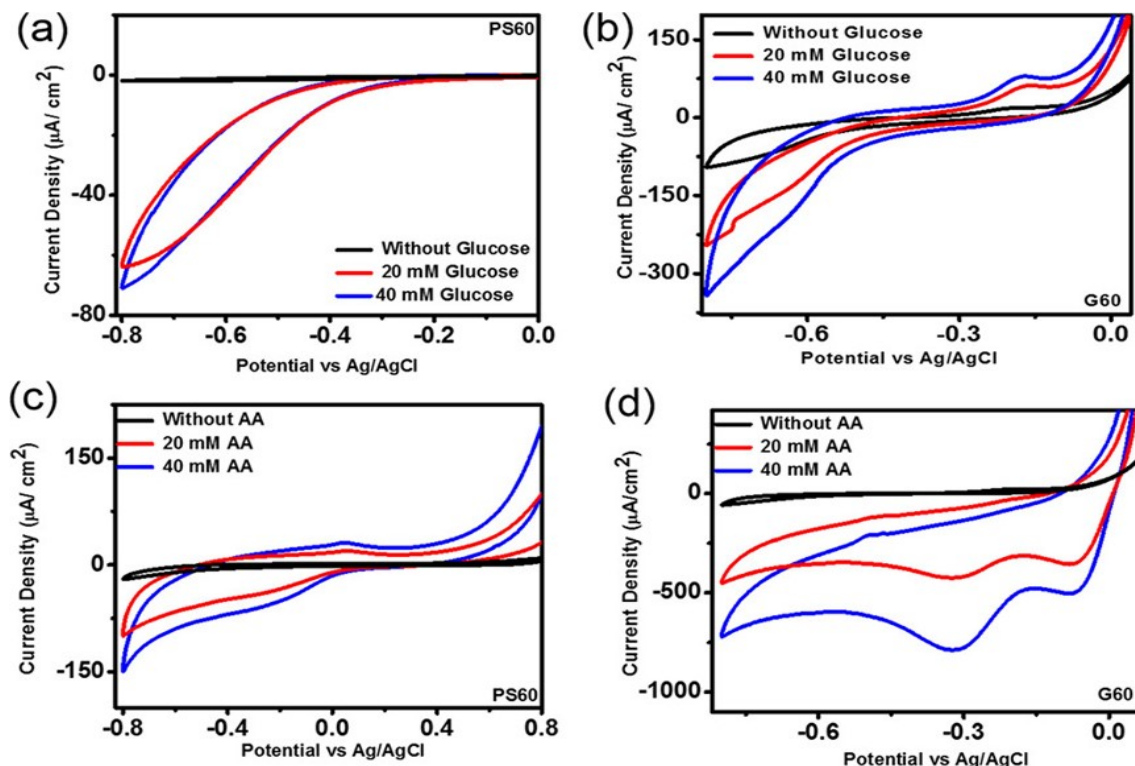 (a)
PS60
0
-40
-80
Current Density (µA/ cm²)
Without Glucose
20 mM Glucose
40 mM Glucose
-0.8 -0.6 -0.4 -0.2 0.0
Potential vs Ag/AgCl
(b)
Without Glucose
20 mM Glucose
40 mM Glucose
150
0
-150
-300
Current Density (µA/ cm²)
G60
-0.6 -0.3 0.0
Potential vs Ag/AgCl
(c)
Without AA
20 mM AA
40 mM AA
150
0
-150
Current Density (µA/ cm²)
PS60
-0.8 -0.4 0.0 0.4 0.8
Potential vs Ag/AgCl
(d)
Without AA
20 mM AA
40 mM AA
0
-500
-1000
Current Density (µA/cm²)
G60
-0.6 -0.3 0.0
Potential vs Ag/AgCl